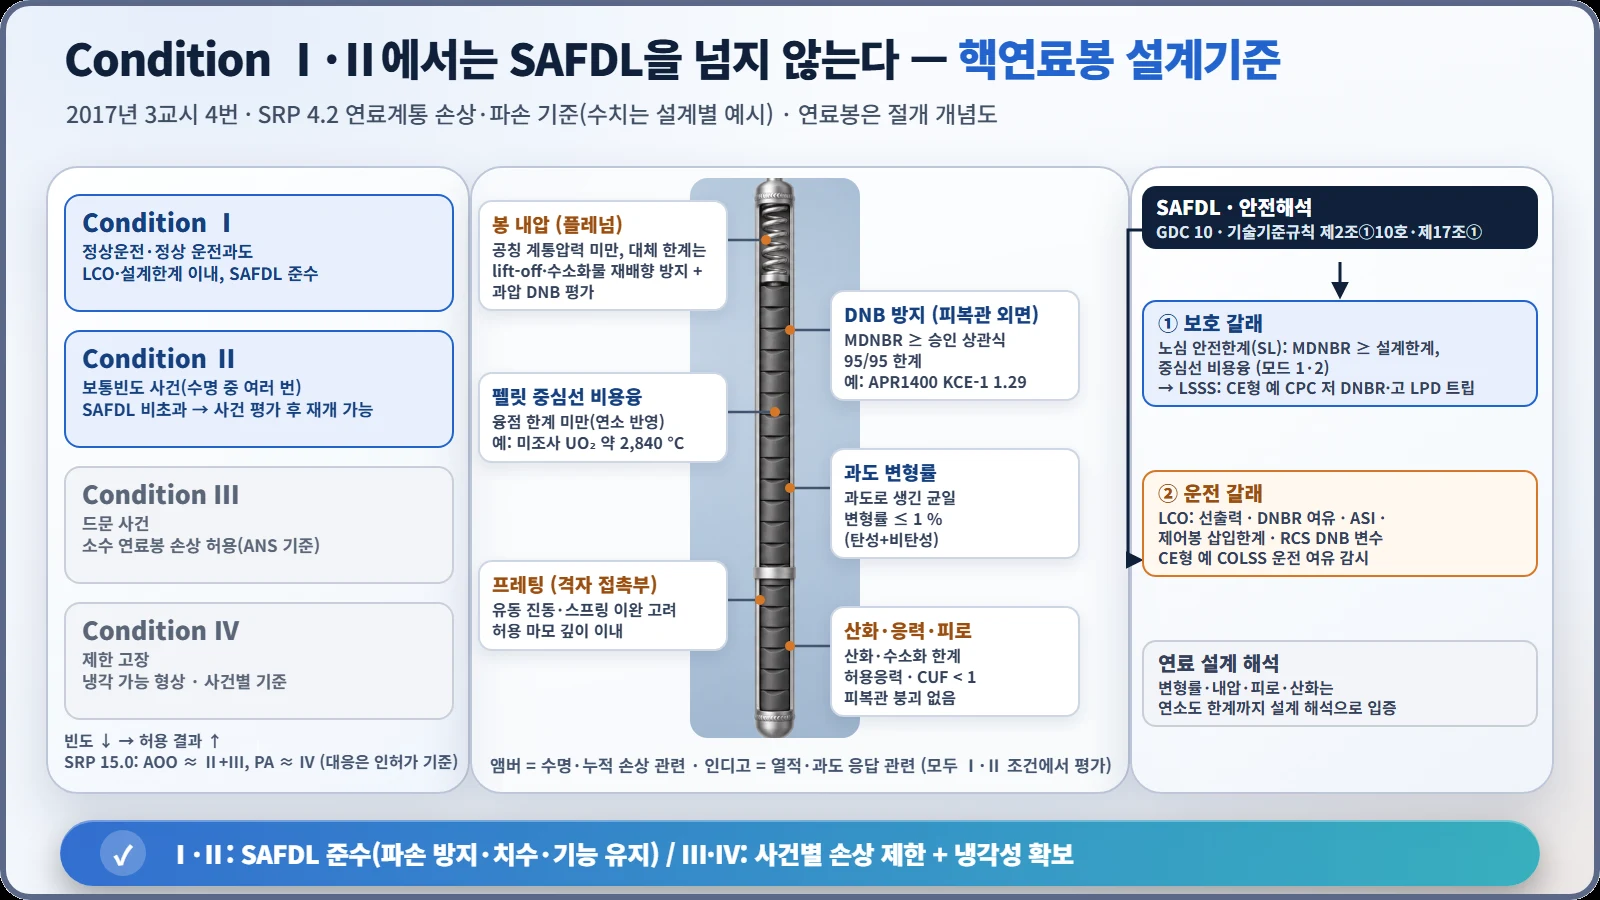 Condition Ⅰ·Ⅱ에서는 SAFDL을 넘지 않는다 — 핵연료봉 설계기준
2017년 3교시 4번 · SRP 4.2 연료계통 손상·파손 기준(수치는 설계별 예시) · 연료봉은 절개 개념도
Condition Ⅰ
정상운전·정상 운전과도
LCO·설계한계 이내, SAFDL 준수
Condition Ⅱ
보통빈도 사건(수명 중 여러 번)
SAFDL 비초과 → 사건 평가 후 재개 가능
Condition Ⅲ
드문 사건
소수 연료봉 손상 허용(ANS 기준)
Condition Ⅳ
제한 고장
냉각 가능 형상 · 사건별 기준
빈도 ↓ → 허용 결과 ↑
SRP 15.0: AOO ≈ Ⅱ+Ⅲ, PA ≈ Ⅳ (대응은 인허가 기준)
봉 내압 (플레넘)
공칭 계통압력 미만, 대체 한계는
lift-off·수소화물 재배향 방지 +
과압 DNB 평가
펠릿 중심선 비용융
융점 한계 미만(연소 반영)
예: 미조사 UO₂ 약 2,840 °C
프레팅 (격자 접촉부)
유동 진동·스프링 이완 고려
허용 마모 깊이 이내
DNB 방지 (피복관 외면)
MDNBR ≥ 승인 상관식
95/95 한계
예: APR1400 KCE-1 1.29
과도 변형률
과도로 생긴 균일
변형률 ≤ 1 %
(탄성+비탄성)
산화·응력·피로
산화·수소화 한계
허용응력 · CUF < 1
피복관 붕괴 없음
앰버 = 수명·누적 손상 관련 · 인디고 = 열적·과도 응답 관련 (모두 Ⅰ·Ⅱ 조건에서 평가)
SAFDL · 안전해석
GDC 10 · 기술기준규칙 제2조①10호·제17조①
① 보호 갈래
노심 안전한계(SL): MDNBR ≥ 설계한계,
중심선 비용융 (모드 1·2)
→ LSSS: CE형 예 CPC 저 DNBR·고 LPD 트립
② 운전 갈래
LCO: 선출력 · DNBR 여유 · ASI ·
제어봉 삽입한계 · RCS DNB 변수
CE형 예 COLSS 운전 여유 감시
연료 설계 해석
변형률·내압·피로·산화는
연소도 한계까지 설계 해석으로 입증
✓ Ⅰ·Ⅱ: SAFDL 준수(파손 방지·치수·기능 유지) / Ⅲ·Ⅳ: 사건별 손상 제한 + 냉각성 확보